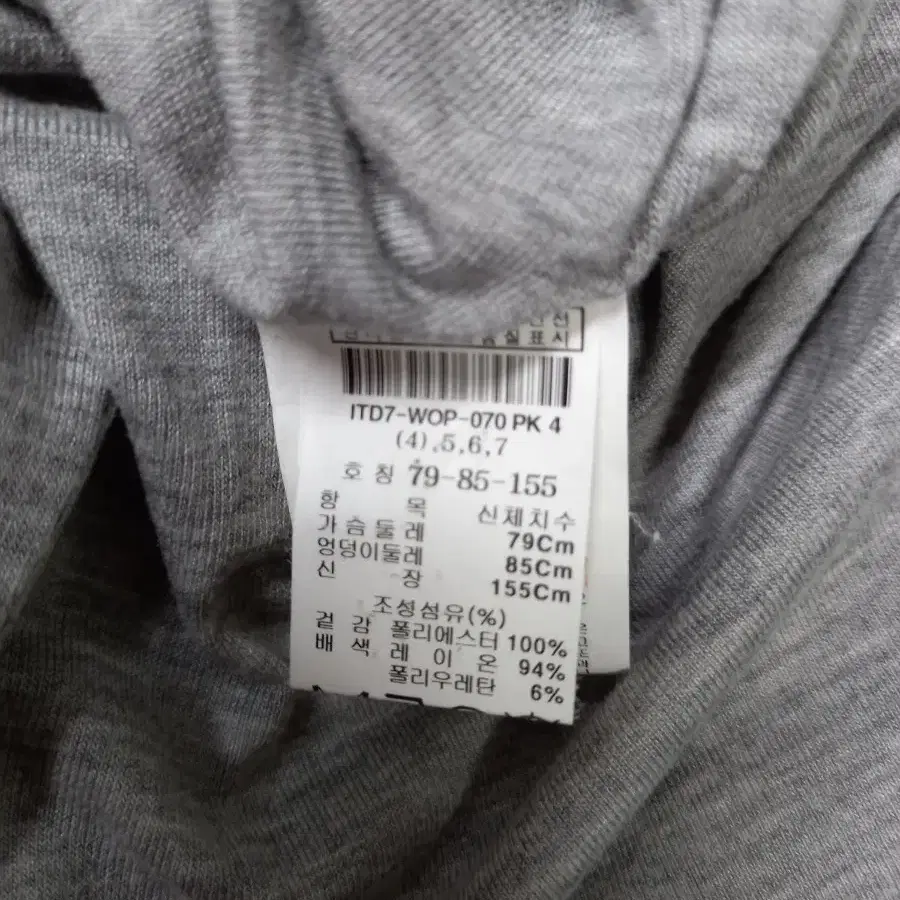 실표시
ITD7-WOP-070 PK 4
(4),5,6,7
호 칭 79-85-155
항 목 신체치수
가슴둘레 79Cm
엉덩이둘레 85Cm
신 장 155Cm
조성섬유(%)
겉 감 폴리에스터 100%
배 색 레 이 온 94%
폴리우레탄 6%